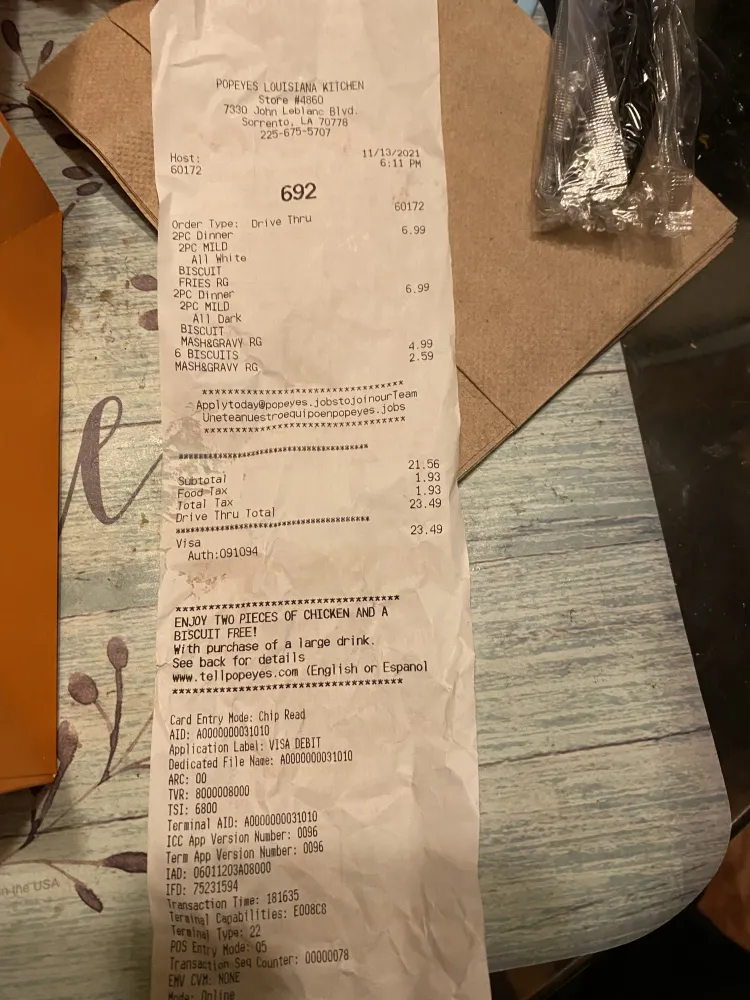 POPEYES LOUISIANA KITCHEN
Store #4860
7330 John Leblanc Blvd.
Sorrento, LA 70778
225-675-5707
Host: 11/13/2021
60172 6:11 PM
692
60172
Order Type: Drive Thru
2PC Dinner 6.99
2PC MILD
All White
BISCUIT
FRIES RG
2PC Dinner 6.99
2PC MILD
All Dark
BISCUIT
MASH&GRAVY RG
6 BISCUITS 4.99
MASH&GRAVY RG 2.59
***********************************
Applytoday@popeyes.jobstojoinourTeam
Uneteanuestroequipoenpopeyes.jobs
***********************************
***********************************
Subtotal 21.56
Food Tax 1.93
Total Tax 1.93
Drive Thru Total 23.49
***********************************
Visa 23.49
Auth:091094
***********************************
ENJOY TWO PIECES OF CHICKEN AND A
BISCUIT FREE!
With purchase of a large drink.
See back for details
www.tellpopeyes.com (English or Espanol
***********************************
Card Entry Mode: Chip Read
AID: A0000000031010
Application Label: VISA DEBIT
Dedicated File Name: A0000000031010
ARC: 00
TVR: 8000008000
TSI: 6800
Terminal AID: A0000000031010
ICC App Version Number: 0096
Term App Version Number: 0096
IAD: 06011203A08000
IFD: 75231594
Transaction Time: 181635
Terminal Capabilities: E008C8
Terminal Type: 22
POS Entry Mode: 05
Transaction Seq Counter: 00000078
EMV CVM: NONE
Mode: Online
e
in the USA